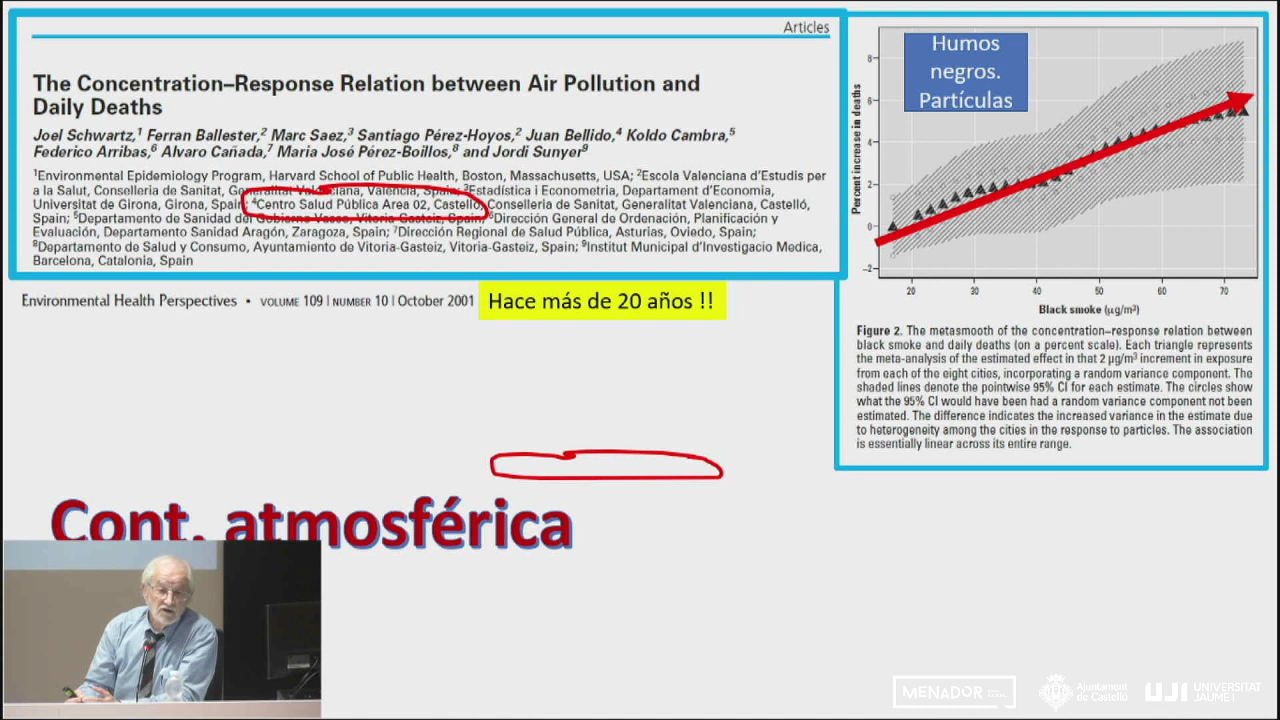 Articles
The Concentration–Response Relation between Air Pollution and
Daily Deaths
Joel Schwartz,1 Ferran Ballester,2 Marc Saez,3 Santiago Pérez-Hoyos,2 Juan Bellido,4 Koldo Cambra,5
Federico Arribas,6 Alvaro Cañada,7 Maria José Pérez-Boillos,8 and Jordi Sunyer9
1Environmental Epidemiology Program, Harvard School of Public Health, Boston, Massachusetts, USA; 2Escola Valenciana d'Estudis per
a la Salut, Conselleria de Sanitat, Generalitat Valenciana, Valencia, Spain; 3Estadística i Econometria, Departament d'Economia,
Universitat de Girona, Girona, Spain; 4Centro Salud Pública Area 02, Castelló, Conselleria de Sanitat, Generalitat Valenciana, Castelló,
Spain; 5Departamento de Sanidad del Gobierno Vasco, Vitoria-Gasteiz, Spain; 6Dirección General de Ordenación, Planificación y
Evaluación, Departamento Sanidad Aragón, Zaragoza, Spain; 7Dirección Regional de Salud Pública, Asturias, Oviedo, Spain;
8Departamento de Salud y Consumo, Ayuntamiento de Vitoria-Gasteiz, Vitoria-Gasteiz, Spain; 9Institut Municipal d'Investigacio Medica,
Barcelona, Catalonia, Spain
Environmental Health Perspectives • VOLUME 109 | NUMBER 10 | October 2001
Hace más de 20 años !!
Humos
negros.
Partículas
Percent increase in deaths
8
6
4
2
0
–2
20 30 40 50 60 70
Black smoke (μg/m3)
Figure 2. The metasmooth of the concentration–response relation between
black smoke and daily deaths (on a percent scale). Each triangle represents
the meta-analysis of the estimated effect in that 2 μg/m3 increment in exposure
from each of the eight cities, incorporating a random variance component. The
shaded lines denote the pointwise 95% CI for each estimate. The circles show
what the 95% CI would have been had a random variance component not been
estimated. The difference indicates the increased variance in the estimate due
to heterogeneity among the cities in the response to particles. The association
is essentially linear across its entire range.
Cont. atmosférica
MENADOR
Ajuntament
de Castelló
UJI UNIVERSITAT
JAUME I